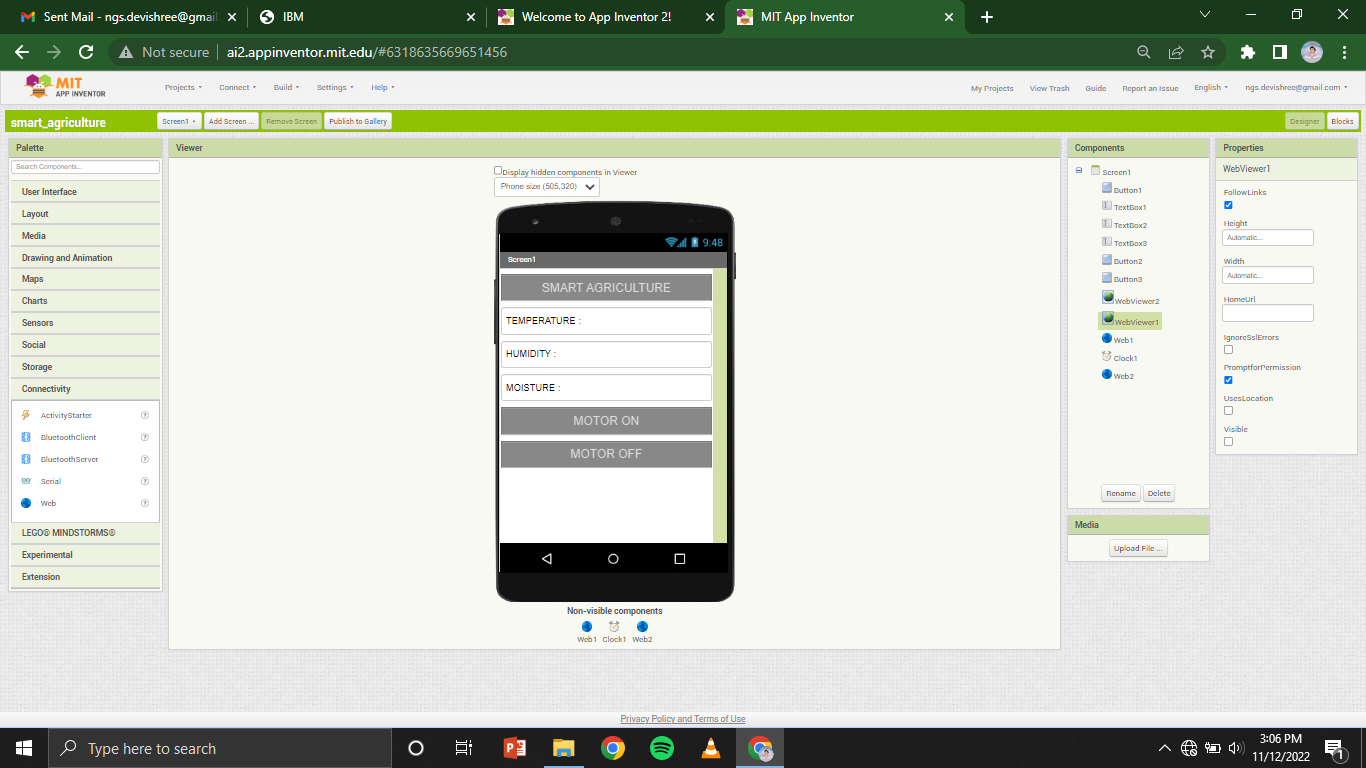 Sent Mail - ngs.devishree@gmail
IBM
Welcome to App Inventor 2!
MIT App Inventor
Not secure
ai2.appinventor.mit.edu/#6318635669651456
MIT
APP INVENTOR
Projects
Connect
Build
Settings
Help
My Projects
View Trash
Guide
Report an Issue
English
ngs.devishree@gmail.com
smart_agriculture
Screen1
Add Screen ...
Remove Screen
Publish to Gallery
Designer
Blocks
Palette
Search Components...
User Interface
Layout
Media
Drawing and Animation
Maps
Charts
Sensors
Social
Storage
Connectivity
ActivityStarter
BluetoothClient
BluetoothServer
Serial
Web
LEGO® MINDSTORMS®
Experimental
Extension
Viewer
Display hidden components in Viewer
Phone size (505,320)
9:48
Screen1
SMART AGRICULTURE
TEMPERATURE :
HUMIDITY :
MOISTURE :
MOTOR ON
MOTOR OFF
Non-visible components
Web1
Clock1
Web2
Components
Screen1
Button1
TextBox1
TextBox2
TextBox3
Button2
Button3
WebViewer2
WebViewer1
Web1
Clock1
Web2
Rename
Delete
Media
Upload File ...
Properties
WebViewer1
FollowLinks
Height
Automatic...
Width
Automatic...
HomeUrl
IgnoreSslErrors
PromptforPermission
UsesLocation
Visible
Privacy Policy and Terms of Use
Type here to search
3:06 PM
11/12/2022
1